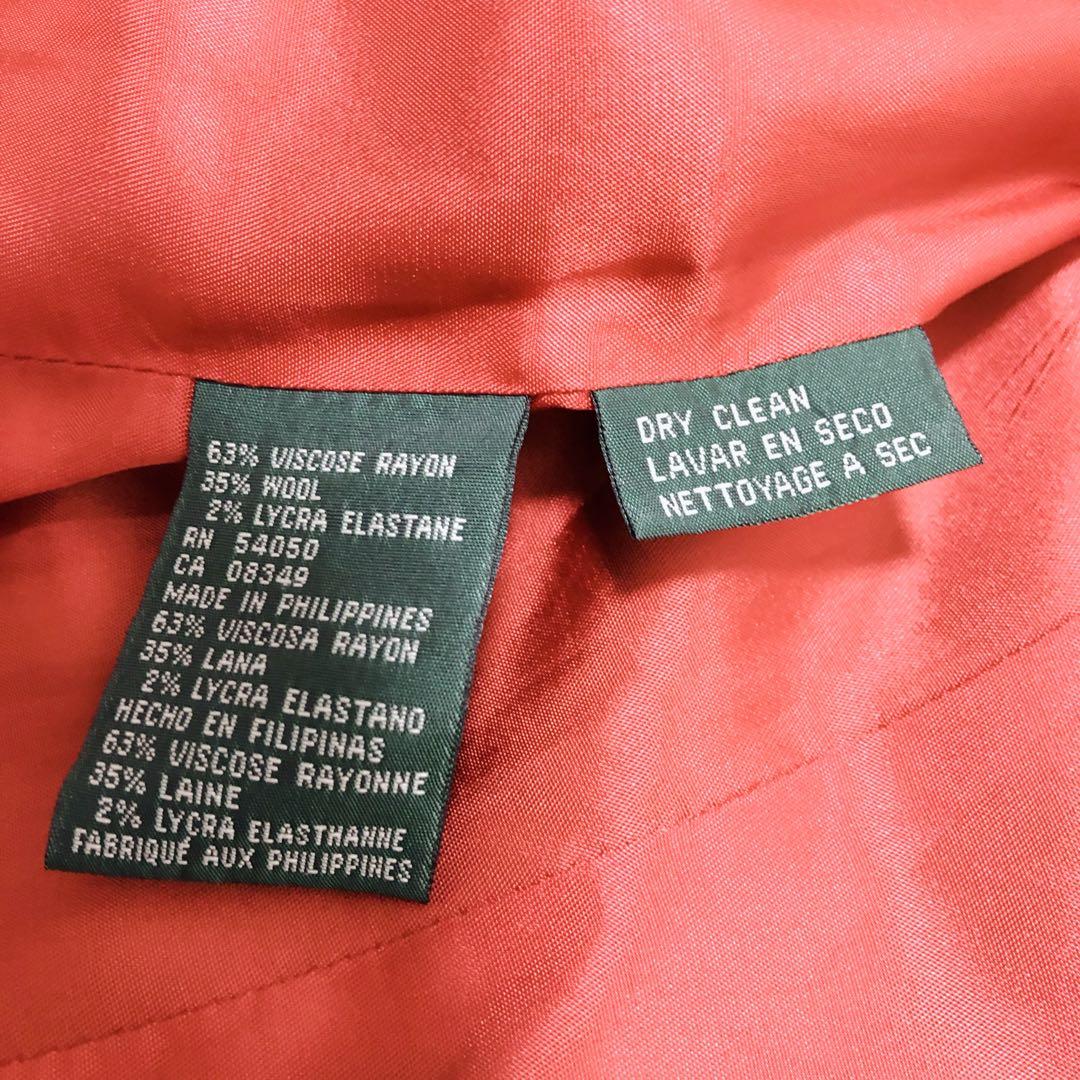 63% VISCOSE RAYON
35% WOOL
2% LYCRA ELASTANE
RN 54050
CA 08349
MADE IN PHILIPPINES
63% VISCOSA RAYON
35% LANA
2% LYCRA ELASTANO
HECHO EN FILIPINAS
63% VISCOSE RAYONNE
35% LAINE
2% LYCRA ELASTHANNE
FABRIQUÉ AUX PHILIPPINES
DRY CLEAN
LAVAR EN SECO
NETTOYAGE A SEC